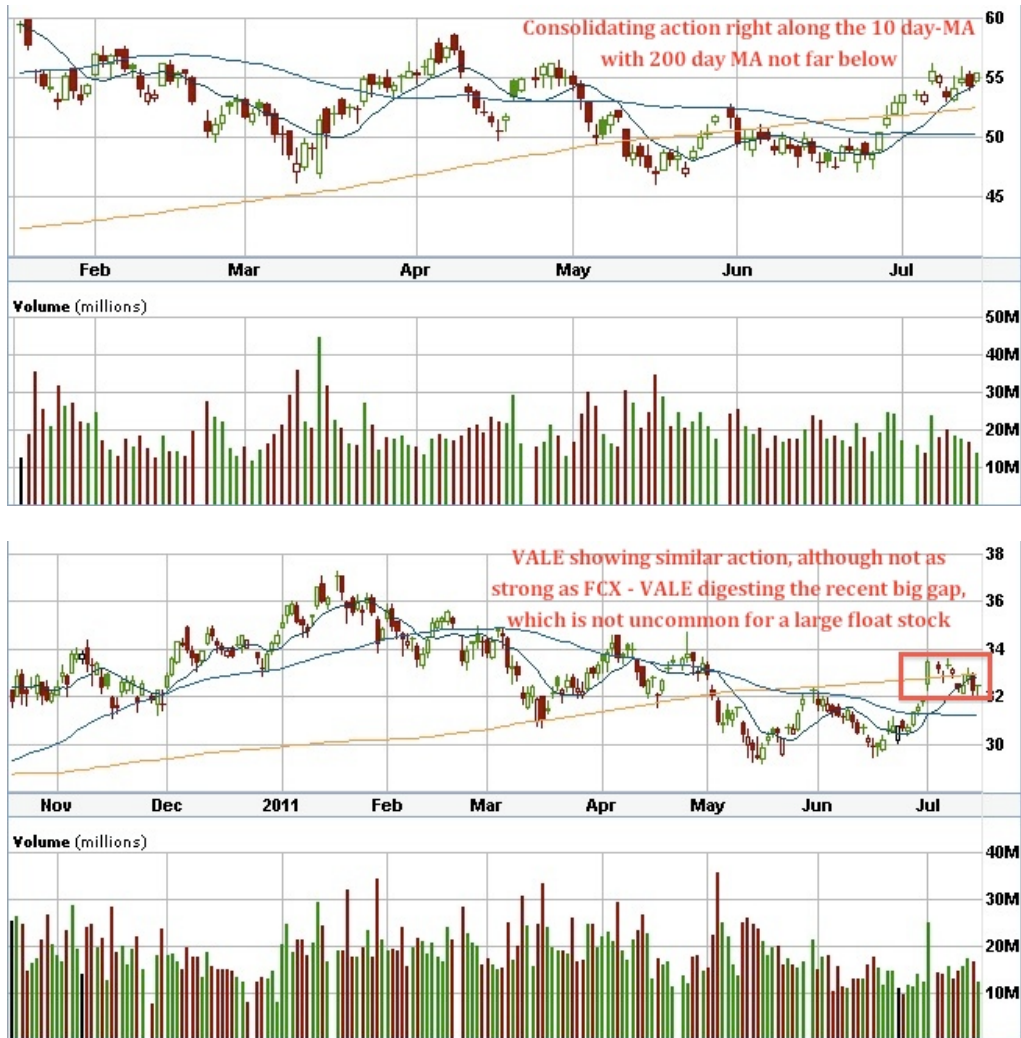 Consolidating action right along the 10 day-MA
with 200 day MA not far below
60
55
50
45
Feb Mar Apr May Jun Jul
Volume (millions)
50M
40M
30M
20M
10M
VALE showing similar action, although not as
strong as FCX - VALE digesting the recent big gap,
which is not uncommon for a large float stock
38
36
34
32
30
Nov Dec 2011 Feb Mar Apr May Jun Jul
Volume (millions)
40M
30M
20M
10M